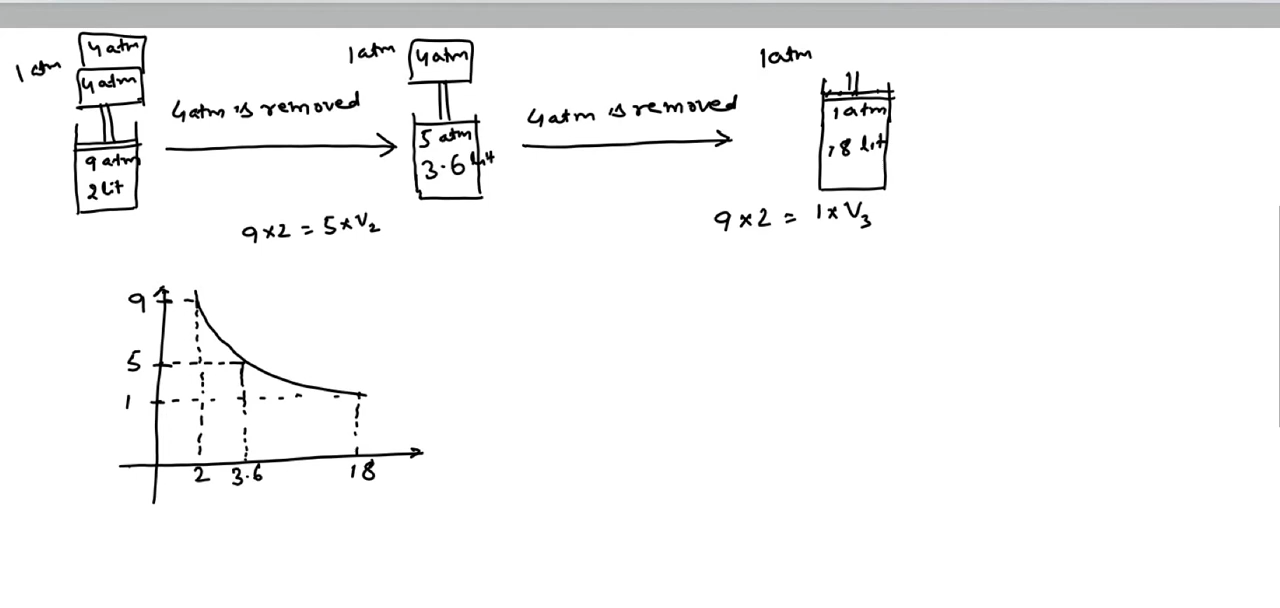 4 atm
1 atm
4 atm
9 atm
2 lit
4 atm is removed
1 atm
4 atm
5 atm
3.6 lit
4 atm is removed
1 atm
1 atm
18 lit
9 × 2 = 5 × V₂
9 × 2 = 1 × V₃
9
5
1
2 3.6 18